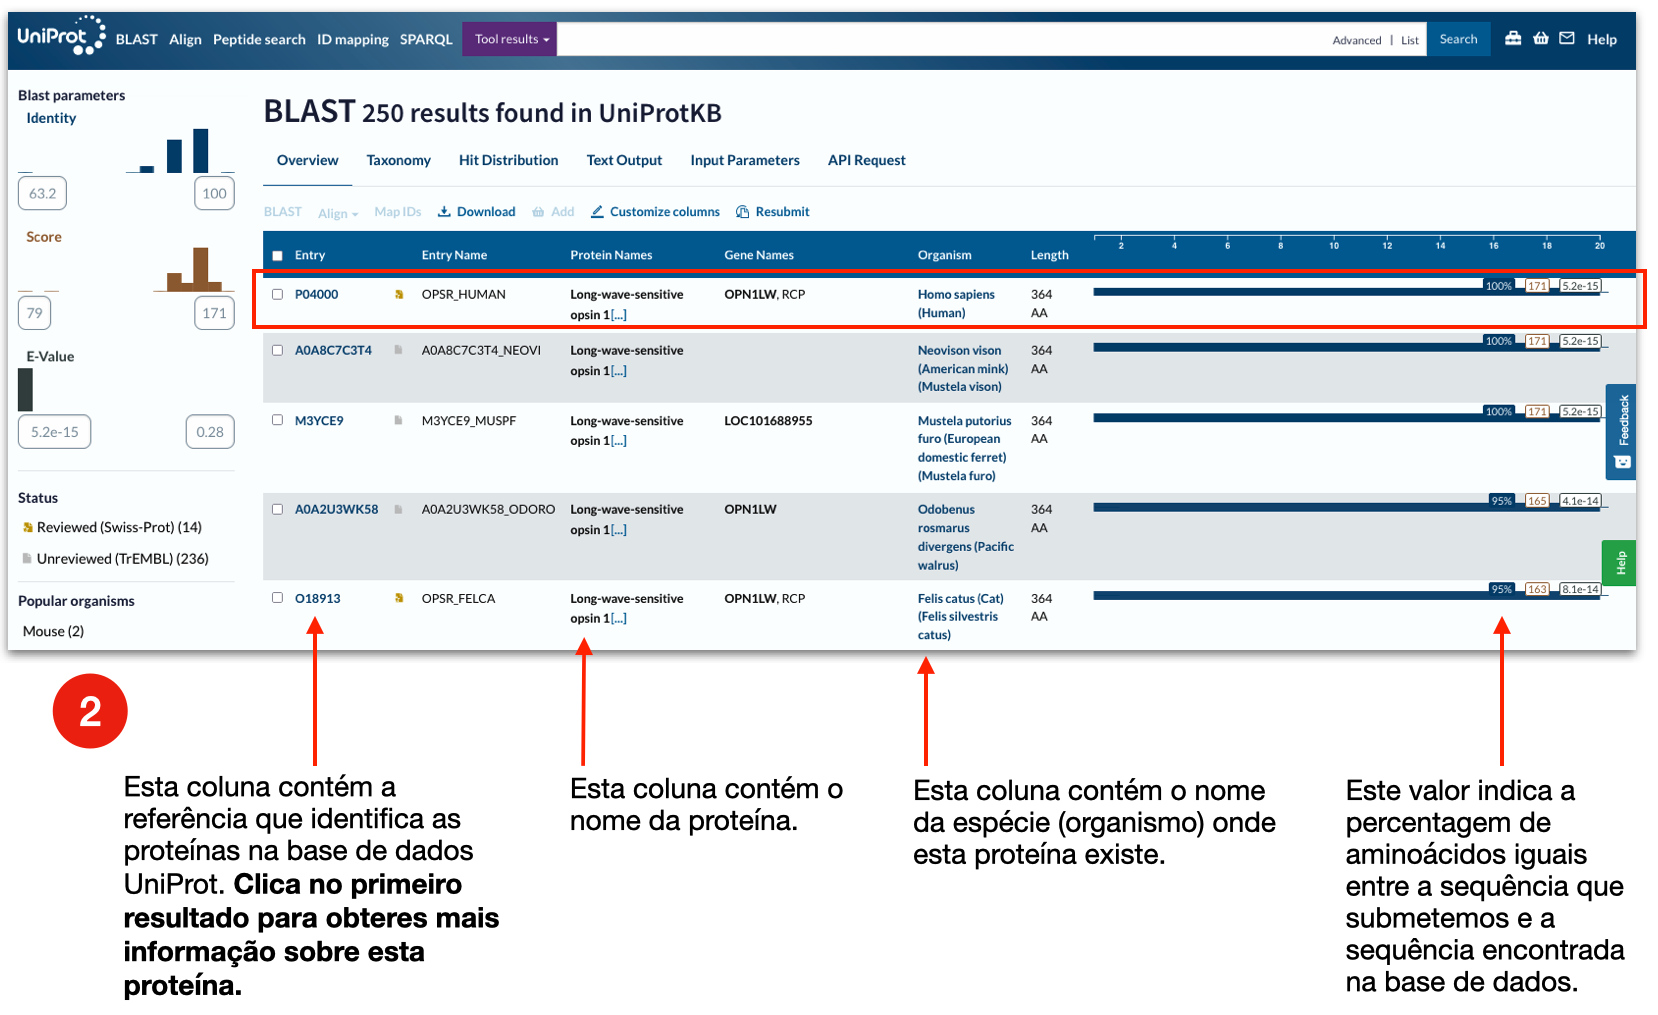 UniProt BLAST Align Peptide search ID mapping SPARQL Tool results Advanced | List Search Help
Blast parameters
Identity
63.2 100
Score
79 171
E-Value
5.2e-15 0.28
Status
Reviewed (Swiss-Prot) (14)
Unreviewed (TrEMBL) (236)
Popular organisms
Mouse (2)
BLAST 250 results found in UniProtKB
Overview Taxonomy Hit Distribution Text Output Input Parameters API Request
BLAST Align Map IDs Download Add Customize columns Resubmit
2 4 6 8 10 12 14 16 18 20
Entry Entry Name Protein Names Gene Names Organism Length
P04000 OPSR_HUMAN Long-wave-sensitive OPN1LW, RCP Homo sapiens 364 100% 171 5.2e-15
opsin 1[...] (Human) AA
A0A8C7C3T4 A0A8C7C3T4_NEOVI Long-wave-sensitive Neovison vison 364 100% 171 5.2e-15
opsin 1[...] (American mink) AA
(Mustela vison)
M3YCE9 M3YCE9_MUSPF Long-wave-sensitive LOC101688955 Mustela putorius 364 100% 171 5.2e-15
opsin 1[...] furo (European AA
domestic ferret)
(Mustela furo)
A0A2U3WK58 A0A2U3WK58_ODORO Long-wave-sensitive OPN1LW Odobenus 364 95% 165 4.1e-14
opsin 1[...] rosmarus AA
divergens (Pacific
walrus)
O18913 OPSR_FELCA Long-wave-sensitive OPN1LW, RCP Felis catus (Cat) 364 95% 163 8.1e-14
opsin 1[...] (Felis silvestris AA
catus)
Feedback
Help
2
Esta coluna contém a
referência que identifica as
proteínas na base de dados
UniProt. Clica no primeiro
resultado para obteres mais
informação sobre esta
proteína.
Esta coluna contém o
nome da proteína.
Esta coluna contém o nome
da espécie (organismo) onde
esta proteína existe.
Este valor indica a
percentagem de
aminoácidos iguais
entre a sequência que
submetemos e a
sequência encontrada
na base de dados.